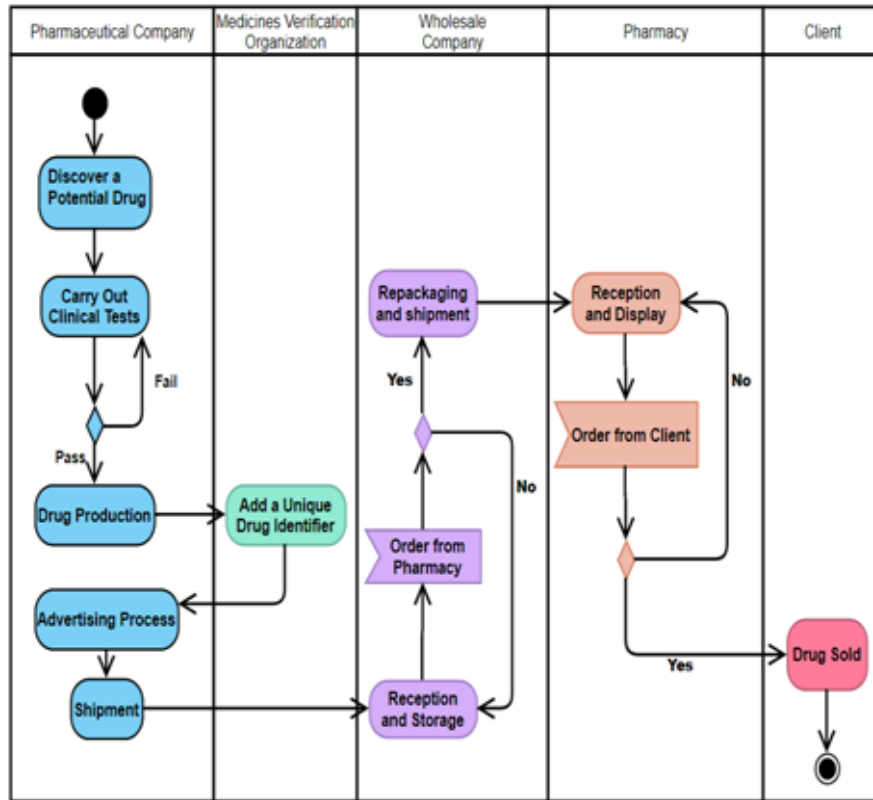 Pharmaceutical Company
Medicines Verification
Organization
Wholesale
Company
Pharmacy
Client
Discover a
Potential Drug
Carry Out
Clinical Tests
Fail
Pass
Drug Production
Add a Unique
Drug Identifier
Advertising Process
Shipment
Repackaging
and shipment
Yes
No
Order from
Pharmacy
Reception
and Storage
Reception
and Display
No
Order from Client
Yes
Drug Sold